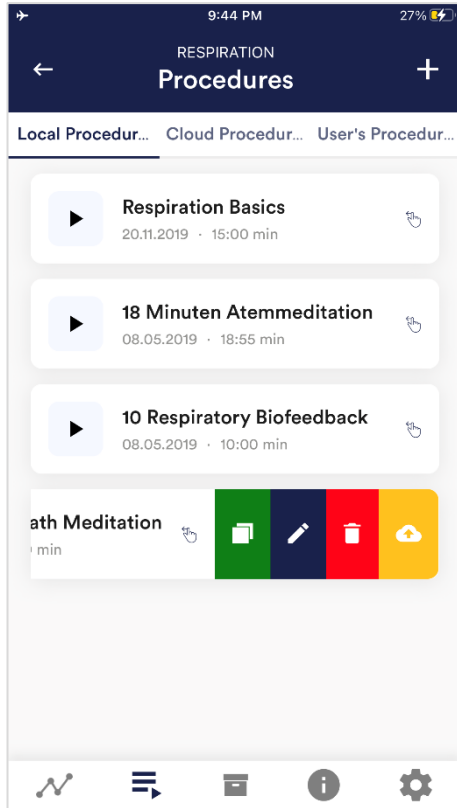 9:44 PM
27%
RESPIRATION
Procedures
Local Procedur...
Cloud Procedur...
User's Procedur...
Respiration Basics
20.11.2019 · 15:00 min
18 Minuten Atemmeditation
08.05.2019 · 18:55 min
10 Respiratory Biofeedback
08.05.2019 · 10:00 min
ath Meditation
min